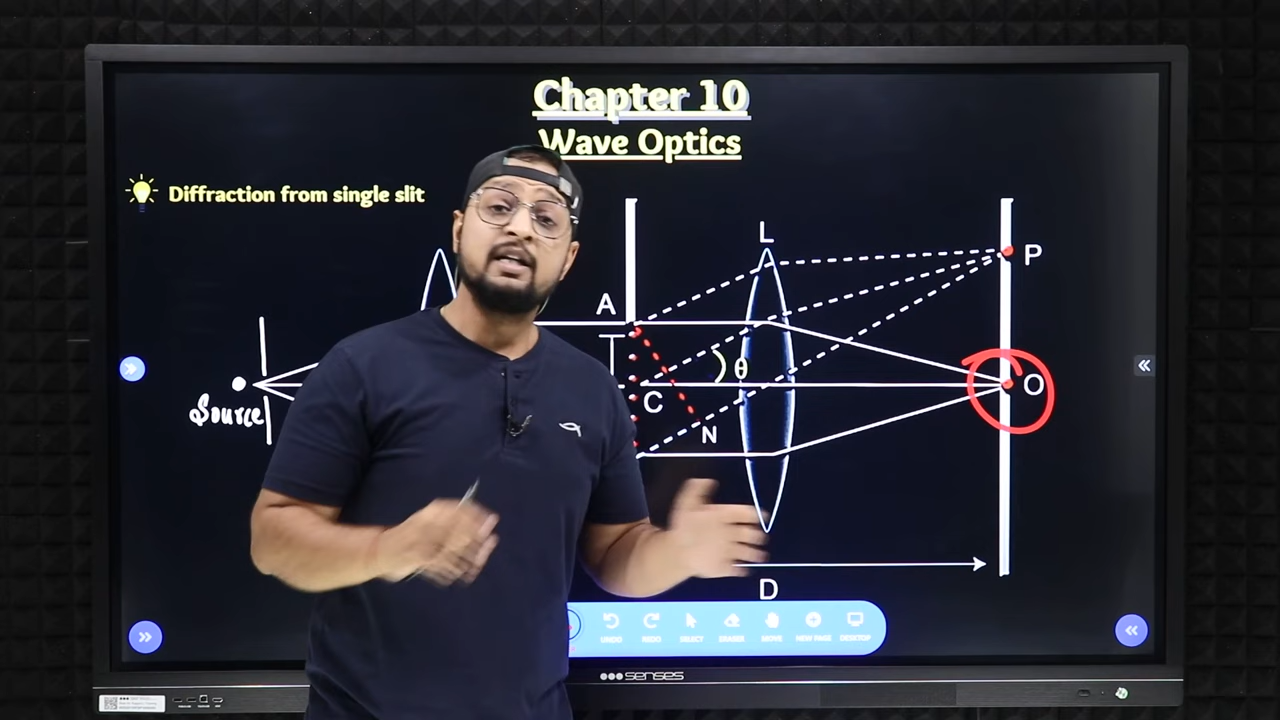 Chapter 10
Wave Optics
Diffraction from single slit
L
P
A
θ
O
C
Source
N
D
UNDO REDO SELECT ERASER MOVE NEW PAGE DESKTOP
senses